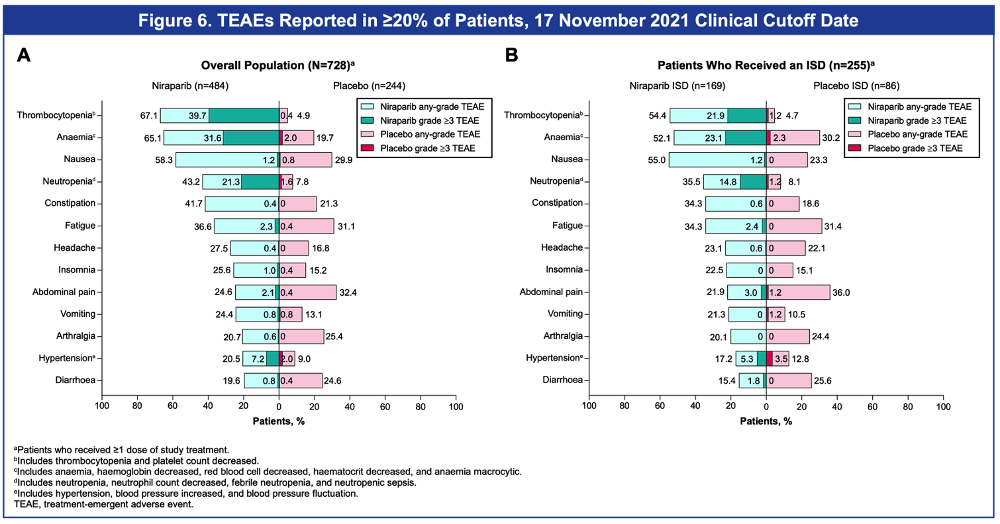 Figure 6. TEAEs Reported in ≥20% of Patients, 17 November 2021 Clinical Cutoff Date
A
Overall Population (N=728)ᵃ
Niraparib (n=484) Placebo (n=244)
Niraparib any-grade TEAE
Niraparib grade ≥3 TEAE
Placebo any-grade TEAE
Placebo grade ≥3 TEAE
Thrombocytopeniaᵇ 67.1 39.7 0.4 4.9
Anaemiaᶜ 65.1 31.6 2.0 19.7
Nausea 58.3 1.2 0.8 29.9
Neutropeniaᵈ 43.2 21.3 1.6 7.8
Constipation 41.7 0.4 0 21.3
Fatigue 36.6 2.3 0.4 31.1
Headache 27.5 0.4 0 16.8
Insomnia 25.6 1.0 0.4 15.2
Abdominal pain 24.6 2.1 0.4 32.4
Vomiting 24.4 0.8 0.8 13.1
Arthralgia 20.7 0.6 0 25.4
Hypertensionᵉ 20.5 7.2 2.0 9.0
Diarrhoea 19.6 0.8 0.4 24.6
100 80 60 40 20 0 20 40 60 80 100
Patients, %
B
Patients Who Received an ISD (n=255)ᵃ
Niraparib ISD (n=169) Placebo ISD (n=86)
Niraparib any-grade TEAE
Niraparib grade ≥3 TEAE
Placebo any-grade TEAE
Placebo grade ≥3 TEAE
Thrombocytopeniaᵇ 54.4 21.9 1.2 4.7
Anaemiaᶜ 52.1 23.1 2.3 30.2
Nausea 55.0 1.2 0 23.3
Neutropeniaᵈ 35.5 14.8 1.2 8.1
Constipation 34.3 0.6 0 18.6
Fatigue 34.3 2.4 0 31.4
Headache 23.1 0.6 0 22.1
Insomnia 22.5 0 0 15.1
Abdominal pain 21.9 3.0 1.2 36.0
Vomiting 21.3 0 1.2 10.5
Arthralgia 20.1 0 0 24.4
Hypertensionᵉ 17.2 5.3 3.5 12.8
Diarrhoea 15.4 1.8 0 25.6
100 80 60 40 20 0 20 40 60 80 100
Patients, %
ᵃPatients who received ≥1 dose of study treatment.
ᵇIncludes thrombocytopenia and platelet count decreased.
ᶜIncludes anaemia, haemoglobin decreased, red blood cell decreased, haematocrit decreased, and anaemia macrocytic.
ᵈIncludes neutropenia, neutrophil count decreased, febrile neutropenia, and neutropenic sepsis.
ᵉIncludes hypertension, blood pressure increased, and blood pressure fluctuation.
TEAE, treatment-emergent adverse event.